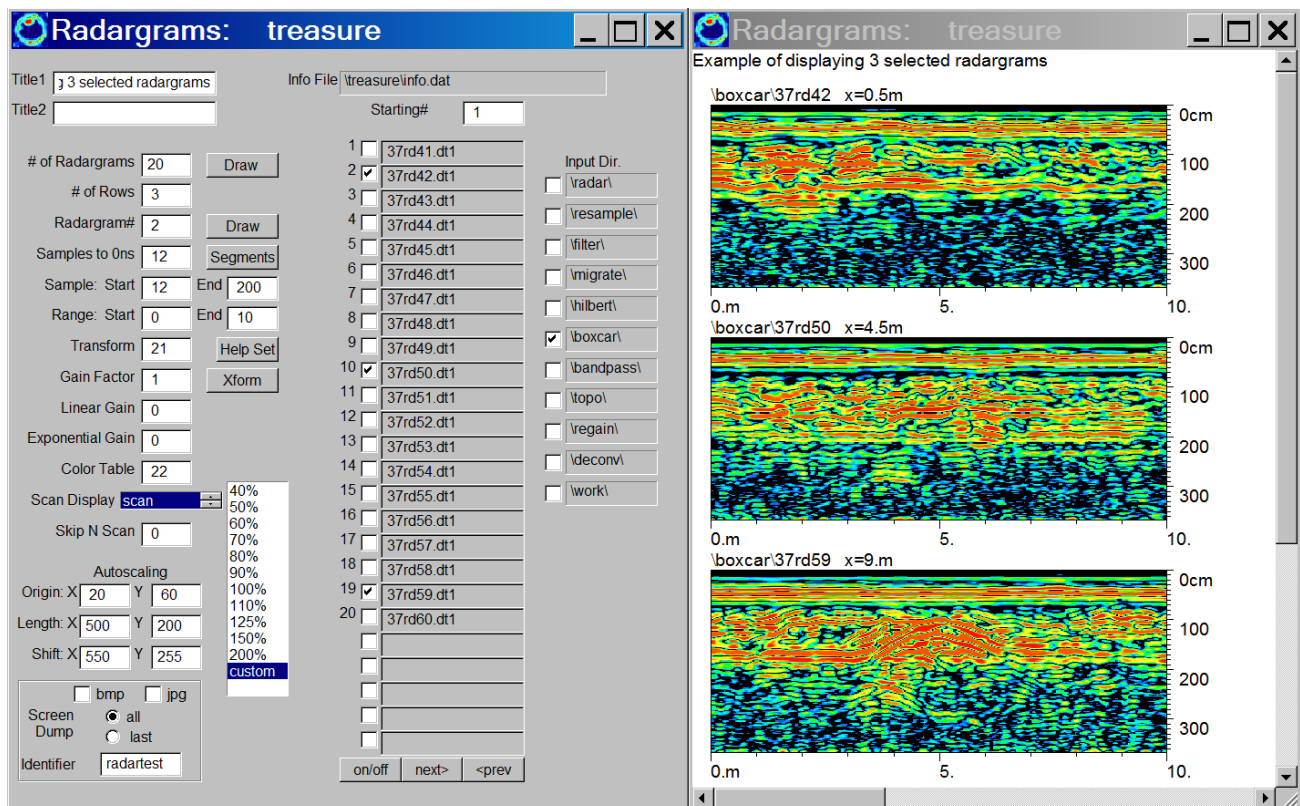 Radargrams: treasure
Title1 g 3 selected radargrams
Title2
Info File \treasure\info.dat
Starting# 1
# of Radargrams 20 Draw
# of Rows 3
Radargram# 2 Draw
Samples to 0ns 12 Segments
Sample: Start 12 End 200
Range: Start 0 End 10
Transform 21 Help Set
Gain Factor 1 Xform
Linear Gain 0
Exponential Gain 0
Color Table 22
Scan Display scan
Skip N Scan 0
Autoscaling
Origin: X 20 Y 60
Length: X 500 Y 200
Shift: X 550 Y 255
bmp jpg
Screen Dump all
last
Identifier radartest
40%
50%
60%
70%
80%
90%
100%
110%
125%
150%
200%
custom
1 37rd41.dt1
2 37rd42.dt1
3 37rd43.dt1
4 37rd44.dt1
5 37rd45.dt1
6 37rd46.dt1
7 37rd47.dt1
8 37rd48.dt1
9 37rd49.dt1
10 37rd50.dt1
11 37rd51.dt1
12 37rd52.dt1
13 37rd53.dt1
14 37rd54.dt1
15 37rd55.dt1
16 37rd56.dt1
17 37rd57.dt1
18 37rd58.dt1
19 37rd59.dt1
20 37rd60.dt1
on/off next> <prev
Input Dir.
\radar\
\resample\
\filter\
\migrate\
\hilbert\
\boxcar\
\bandpass\
\topo\
\regain\
\deconv\
\work\
Radargrams: treasure
Example of displaying 3 selected radargrams
\boxcar\37rd42 x=0.5m
0cm
100
200
300
0.m 5. 10.
\boxcar\37rd50 x=4.5m
0cm
100
200
300
0.m 5. 10.
\boxcar\37rd59 x=9.m
0cm
100
200
300
0.m 5. 10.